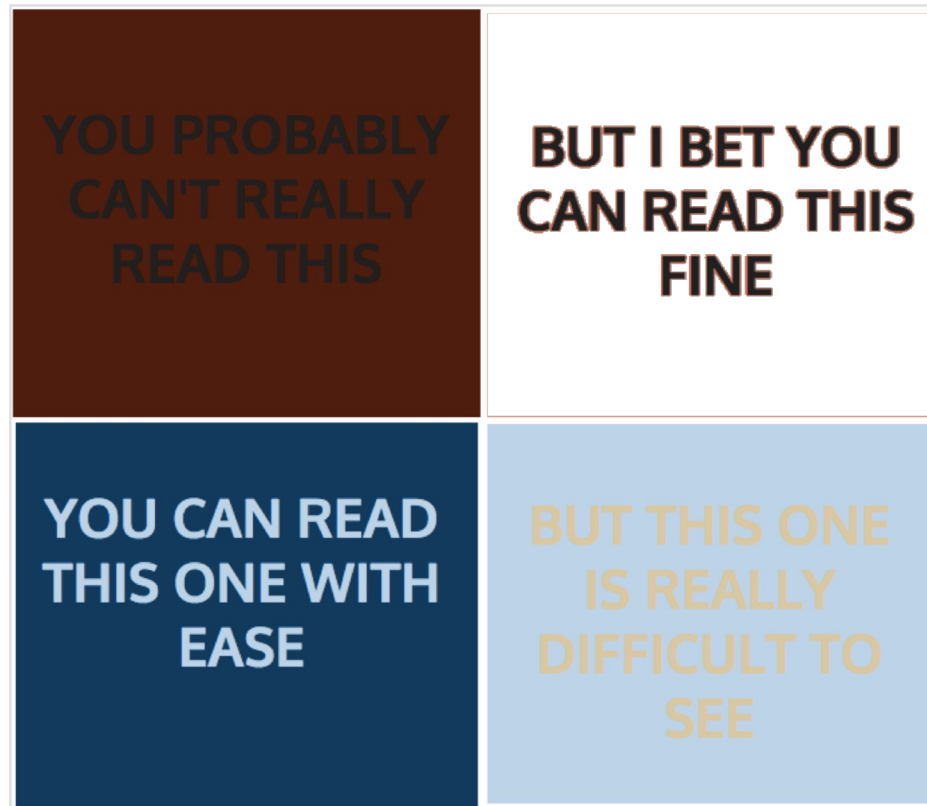 YOU PROBABLY
CAN'T REALLY
READ THIS
BUT I BET YOU
CAN READ THIS
FINE
YOU CAN READ
THIS ONE WITH
EASE
BUT THIS ONE
IS REALLY
DIFFICULT TO
SEE